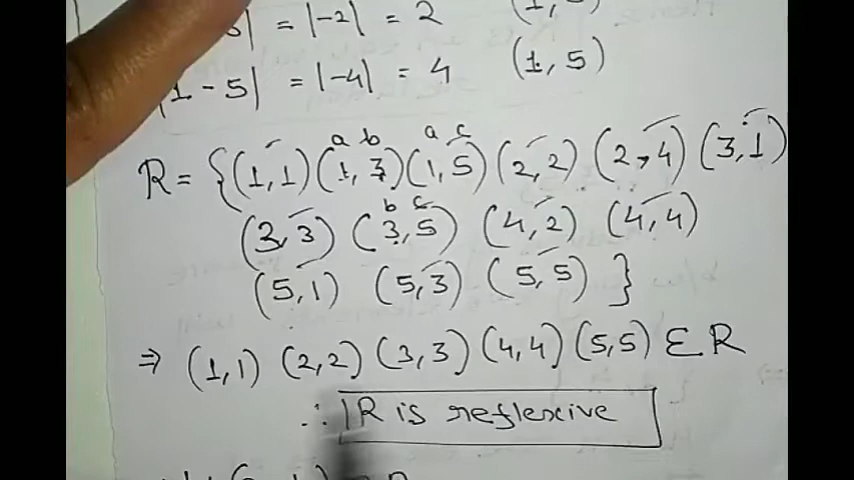 | = |-2| = 2
|1 - 5| = |-4| = 4 (1, 5)
a b a c
R = {(1,1) (1,3) (1,5) (2,2) (2,4) (3,1)
b c
(3,3) (3,5) (4,2) (4,4)
(5,1) (5,3) (5,5) }
⇒ (1,1) (2,2) (3,3) (4,4) (5,5) Ɛ R
∴ R is reflexive